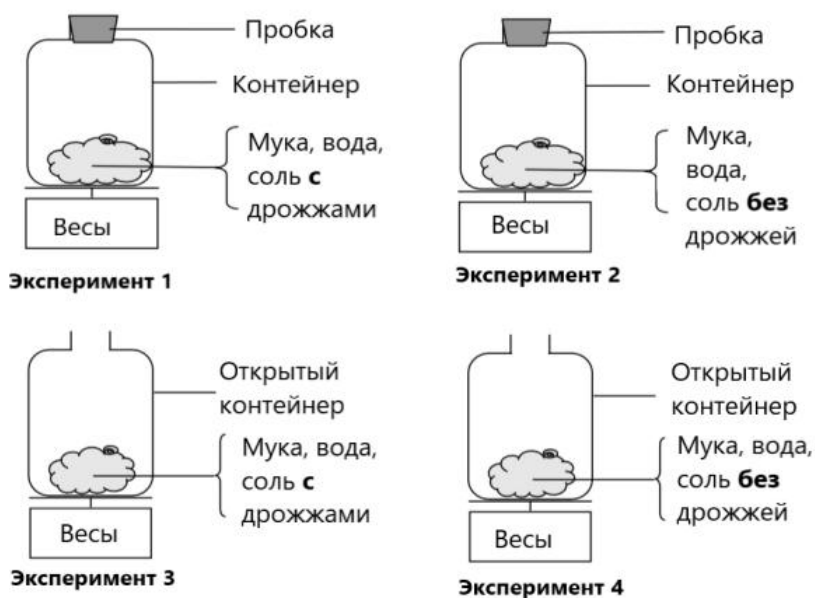 Пробка
Контейнер
Мука, вода,
соль с
дрожжами
Весы
Эксперимент 1
Пробка
Контейнер
Мука,
вода,
соль без
дрожжей
Весы
Эксперимент 2
Открытый
контейнер
Мука, вода,
соль с
дрожжами
Весы
Эксперимент 3
Открытый
контейнер
Мука, вода,
соль без
дрожжей
Весы
Эксперимент 4